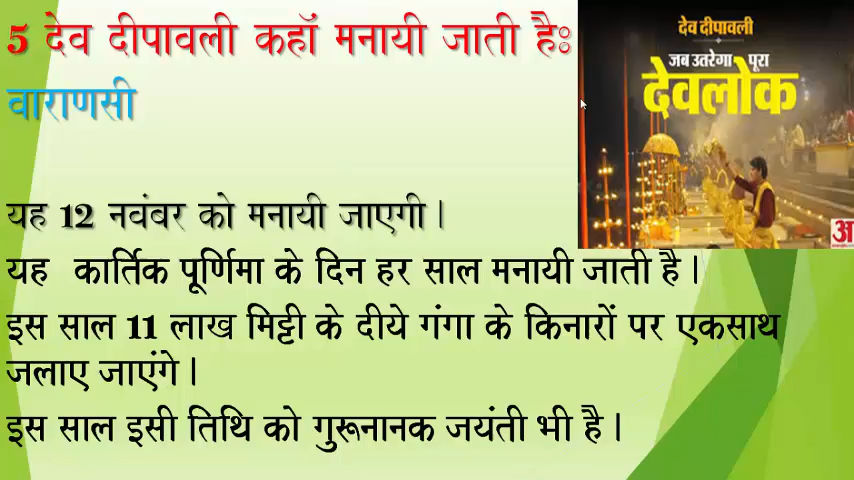 5 देव दीपावली कहाॅ मनायी जाती हैः
वाराणसी
देव दीपावली
जब उतरेगा पूरा
देवलोक
अ
यह 12 नवंबर को मनायी जाएगी।
यह कार्तिक पूर्णिमा के दिन हर साल मनायी जाती है।
इस साल 11 लाख मिट्टी के दीये गंगा के किनारों पर एकसाथ
जलाए जाएंगे।
इस साल इसी तिथि को गुरूनानक जयंती भी है।